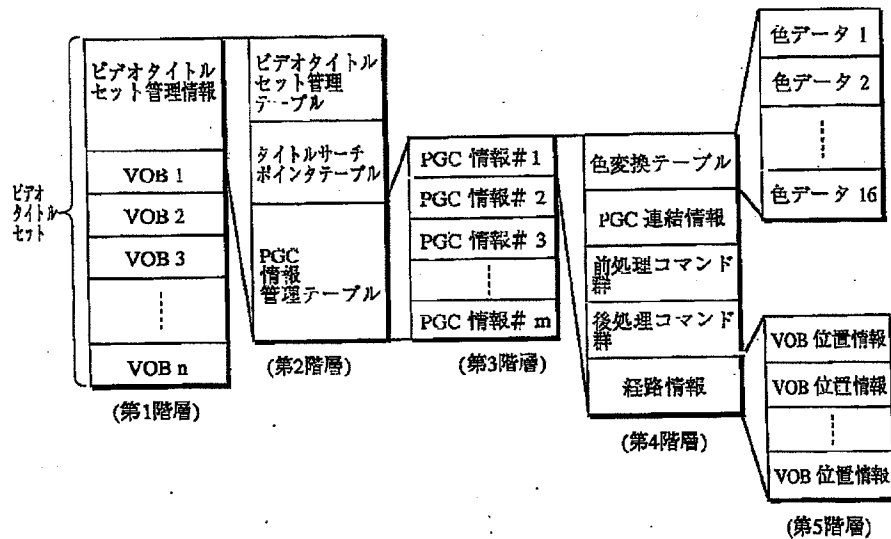 ビデオ
タイトル
セット
ビデオタイトル
セット管理情報
VOB 1
VOB 2
VOB 3
VOB n
(第1階層)
ビデオタイトル
セット管理
テーブル
タイトルサーチ
ポインタテーブル
PGC
情報
管理テーブル
(第2階層)
PGC 情報# 1
PGC 情報# 2
PGC 情報# 3
PGC 情報# m
(第3階層)
色変換テーブル
PGC 連結情報
前処理コマンド
群
後処理コマンド
群
経路情報
(第4階層)
色データ 1
色データ 2
色データ 16
VOB 位置情報
VOB 位置情報
VOB 位置情報
(第5階層)